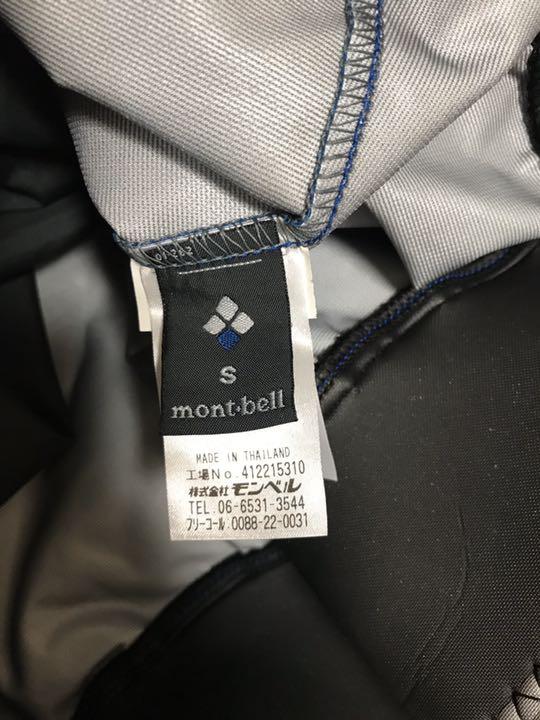 S
mont·bell
MADE IN THAILAND
工場No.412215310
株式会社モンベル
TEL.06-6531-3544
フリーコール.0088-22-0031